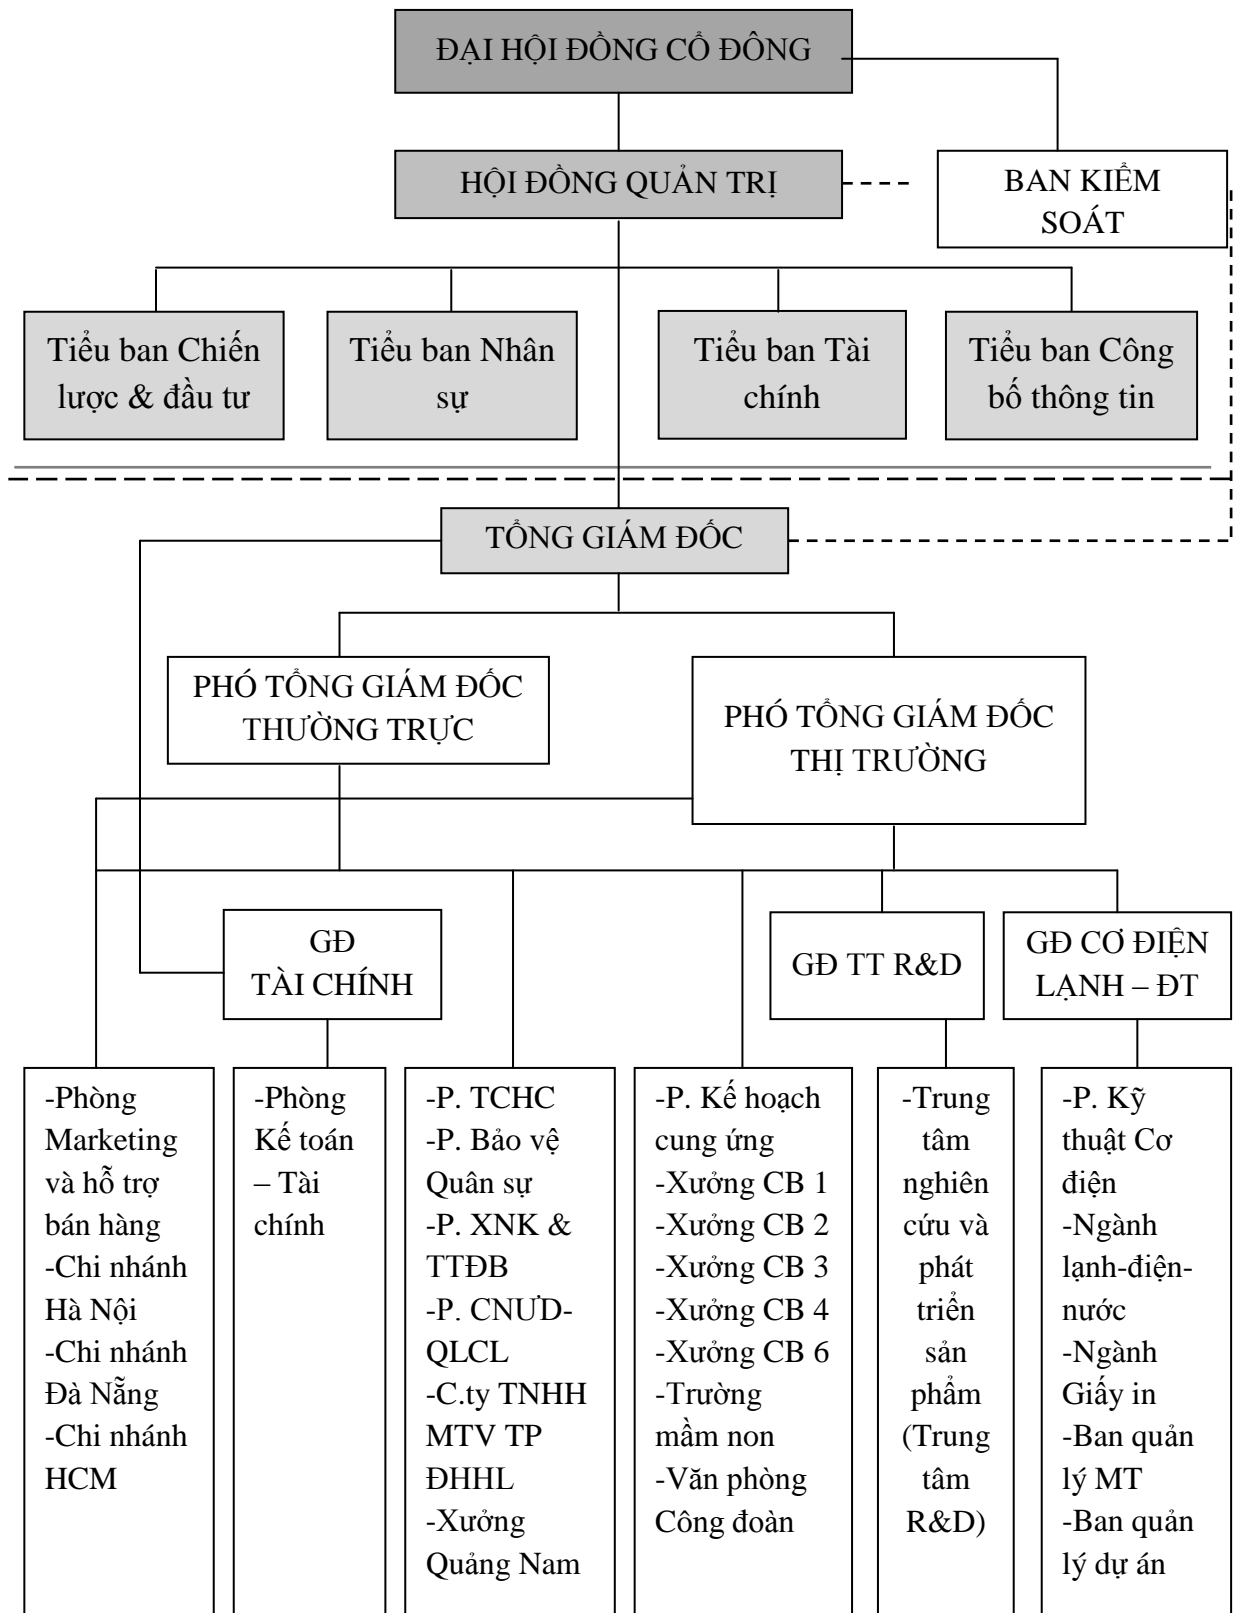 ĐẠI HỘI ĐỒNG CỔ ĐÔNG
HỘI ĐỒNG QUẢN TRỊ
BAN KIỂM
SOÁT
Tiểu ban Chiến
lược & đầu tư
Tiểu ban Nhân
sự
Tiểu ban Tài
chính
Tiểu ban Công
bố thông tin
TỔNG GIÁM ĐỐC
PHÓ TỔNG GIÁM ĐỐC
THƯỜNG TRỰC
PHÓ TỔNG GIÁM ĐỐC
THỊ TRƯỜNG
GĐ
TÀI CHÍNH
GĐ TT R&D
GĐ CƠ ĐIỆN
LẠNH – ĐT
-Phòng
Marketing
và hỗ trợ
bán hàng
-Chi nhánh
Hà Nội
-Chi nhánh
Đà Nẵng
-Chi nhánh
HCM
-Phòng
Kế toán
– Tài
chính
-P. TCHC
-P. Bảo vệ
Quân sự
-P. XNK &
TTĐB
-P. CNƯD-
QLCL
-C.ty TNHH
MTV TP
ĐHHL
-Xưởng
Quảng Nam
-P. Kế hoạch
cung ứng
-Xưởng CB 1
-Xưởng CB 2
-Xưởng CB 3
-Xưởng CB 4
-Xưởng CB 6
-Trường
mầm non
-Văn phòng
Công đoàn
-Trung
tâm
nghiên
cứu và
phát
triển
sản
phẩm
(Trung
tâm
R&D)
-P. Kỹ
thuật Cơ
điện
-Ngành
lạnh-điện-
nước
-Ngành
Giấy in
-Ban quản
lý MT
-Ban quản
lý dự án